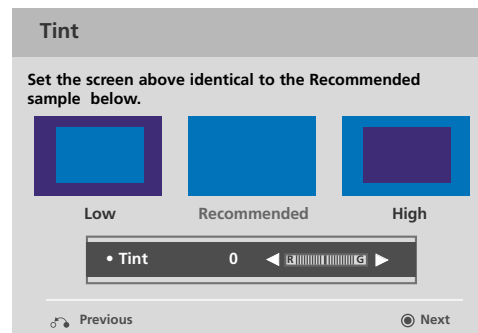 Tint
Set the screen above identical to the Recommended
sample below.
Low Recommended High
• Tint 0 R G
Previous Next